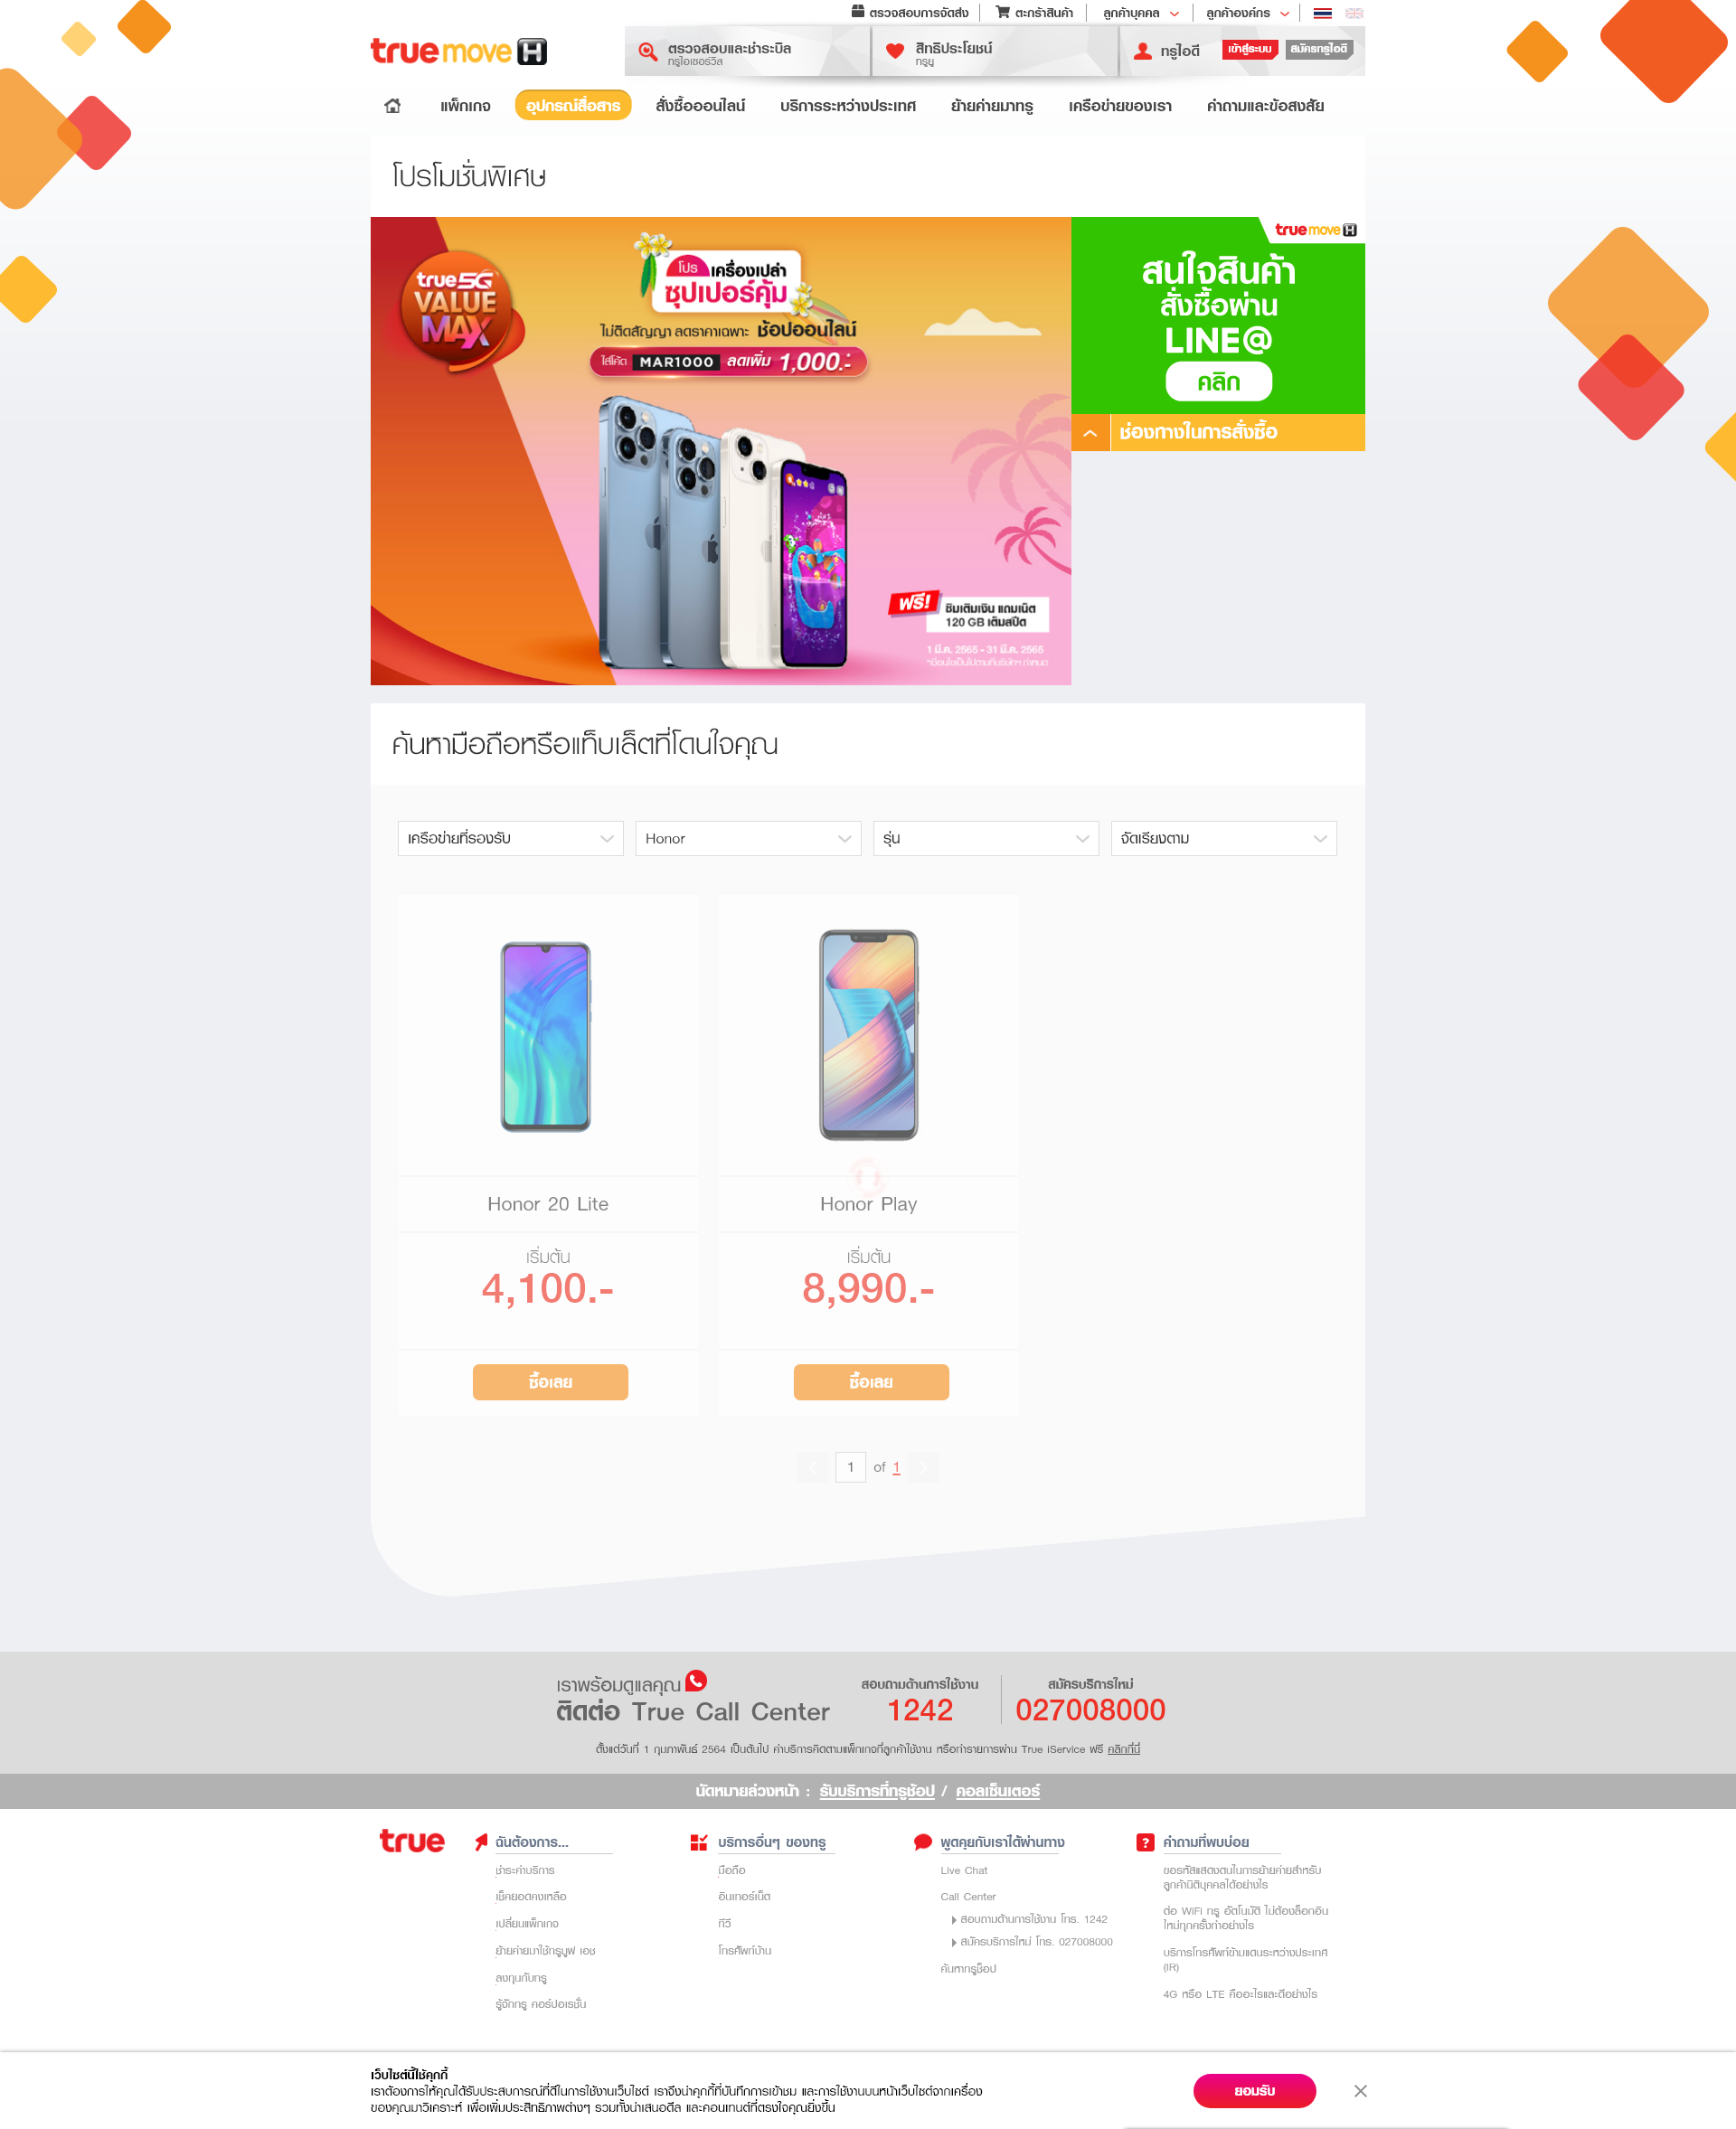 ตรวจสอบการจัดส่ง
ตะกร้าสินค้า
ลูกค้าบุคคล
ลูกค้าองค์กร
true move H
ตรวจสอบและชำระบิล
ทรูไอเซอร์วิส
สิทธิประโยชน์
ทรูยู
ทรูไอดี
เข้าสู่ระบบ
สมัครทรูไอดี
แพ็กเกจ
อุปกรณ์สื่อสาร
สั่งซื้อออนไลน์
บริการระหว่างประเทศ
ย้ายค่ายมาทรู
เครือข่ายของเรา
คำถามและข้อสงสัย
โปรโมชั่นพิเศษ
true 5G
VALUE
MAX
โปร เครื่องเปล่า
ซุปเปอร์คุ้ม
ไม่ติดสัญญา ลดราคาเฉพาะ ช้อปออนไลน์
ใส่โค้ด MAR1000 ลดเพิ่ม 1,000.-
ฟรี! ซิมเติมเงิน แถมเน็ต
120 GB เต็มสปีด
1 มี.ค. 2565 - 31 มี.ค. 2565
*เงื่อนไขเป็นไปตามที่บริษัทฯ กำหนด
true move H
สนใจสินค้า
สั่งซื้อผ่าน
LINE@
คลิก
ช่องทางในการสั่งซื้อ
ค้นหามือถือหรือแท็บเล็ตที่โดนใจคุณ
เครือข่ายที่รองรับ
Honor
รุ่น
จัดเรียงตาม
Honor 20 Lite
เริ่มต้น
4,100.-
ซื้อเลย
Honor Play
เริ่มต้น
8,990.-
ซื้อเลย
1 of 1
เราพร้อมดูแลคุณ
ติดต่อ True Call Center
สอบถามด้านการใช้งาน
1242
สมัครบริการใหม่
027008000
ตั้งแต่วันที่ 1 กุมภาพันธ์ 2564 เป็นต้นไป ค่าบริการคิดตามแพ็กเกจที่ลูกค้าใช้งาน หรือทำรายการผ่าน True iService ฟรี คลิกที่นี่
นัดหมายล่วงหน้า : รับบริการที่ทรูช้อป / คอลเซ็นเตอร์
true
ฉันต้องการ...
ชำระค่าบริการ
เช็คยอดคงเหลือ
เปลี่ยนแพ็กเกจ
ย้ายค่ายมาใช้ทรูมูฟ เอช
ลงทุนกับทรู
รู้จักทรู คอร์ปอเรชั่น
บริการอื่นๆ ของทรู
มือถือ
อินเทอร์เน็ต
ทีวี
โทรศัพท์บ้าน
พูดคุยกับเราได้ผ่านทาง
Live Chat
Call Center
สอบถามด้านการใช้งาน โทร. 1242
สมัครบริการใหม่ โทร. 027008000
ค้นหาทรูช็อป
คำถามที่พบบ่อย
ขอรหัสแสดงตนในการย้ายค่ายสำหรับ
ลูกค้านิติบุคคลได้อย่างไร
ต่อ WiFi ทรู อัตโนมัติ ไม่ต้องล็อกอิน
ใหม่ทุกครั้งทำอย่างไร
บริการโทรศัพท์ข้ามแดนระหว่างประเทศ
(IR)
4G หรือ LTE คืออะไรและดีอย่างไร
เว็บไซต์นี้ใช้คุกกี้
เราต้องการให้คุณได้รับประสบการณ์ที่ดีในการใช้งานเว็บไซต์ เราจึงนำคุกกี้ที่บันทึกการเข้าชม และการใช้งานบนหน้าเว็บไซต์จากเครื่อง
ของคุณมาวิเคราะห์ เพื่อเพิ่มประสิทธิภาพต่างๆ รวมทั้งนำเสนอดีล และคอนเทนต์ที่ตรงใจคุณยิ่งขึ้น
ยอมรับ